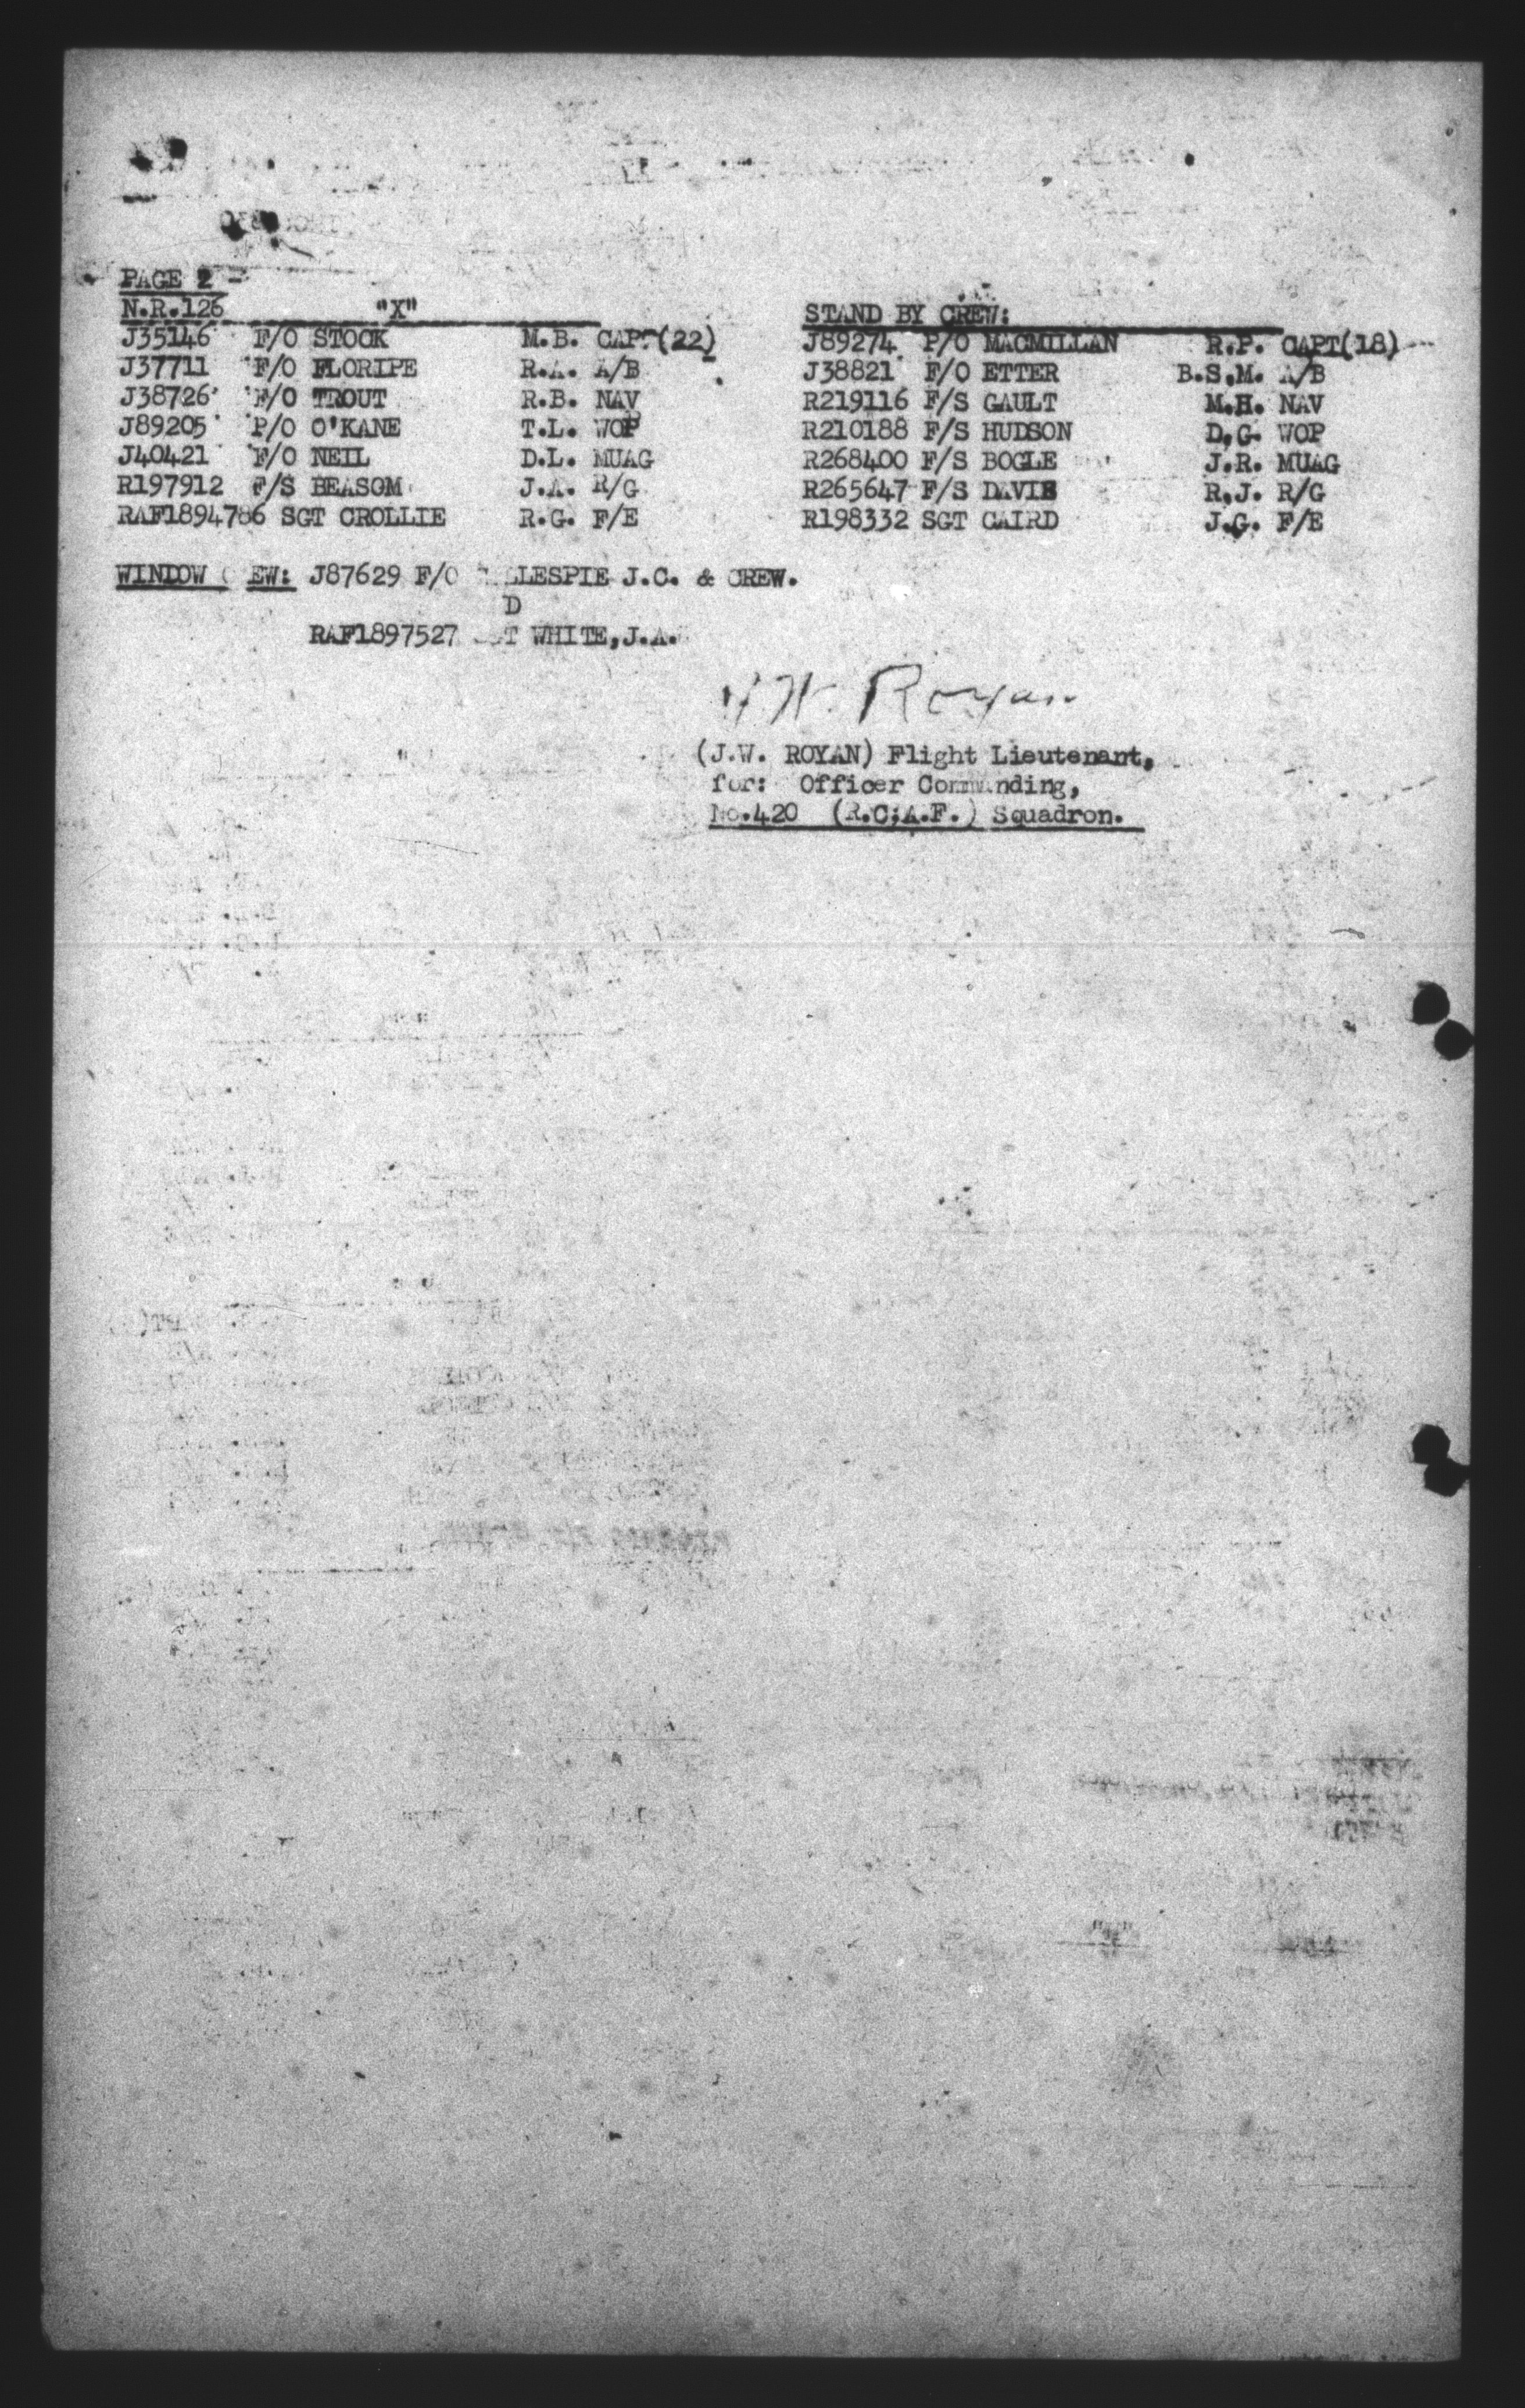 PAGE 2 -
N.R.126 "X"
J35146 F/O STOCK M.B. CAPT(22)
J37711 F/O FLORIPE R.A. A/B
J38726 F/O TROUT R.B. NAV
J89205 P/O O'KANE T.L. WOP
J40421 F/O NEIL D.L. MUAG
R197912 F/S BEASOM J.A. R/G
RAF1894786 SGT CROLLIE R.G. F/E
STAND BY CREW:
J89274 P/O MACMILLAN R.P. CAPT(18)
J38821 F/O ETTER B.S.M. A/B
R219116 F/S GAULT M.H. NAV
R210188 F/S HUDSON D.G. WOP
R268400 F/S BOGLE J.R. MUAG
R265647 F/S DAVIS R.J. R/G
R198332 SGT CAIRD J.G. F/E
WINDOW C EW: J87629 F/O LLESPIE J.C. & CREW.
D
RAF1897527 T WHITE, J.A.
J W. Royan
(J.W. ROYAN) Flight Lieutenant,
for: Officer Commanding,
No.420 (R.C.A.F.) Squadron.